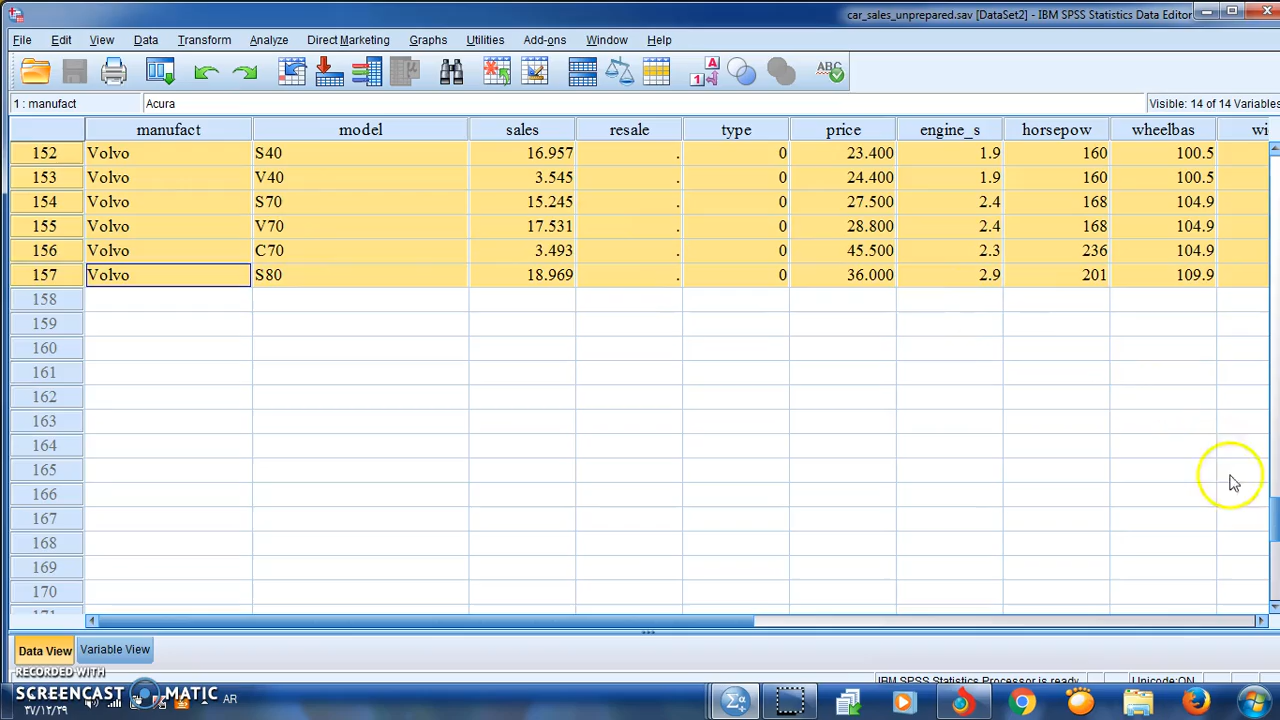 car_sales_unprepared.sav [DataSet2] - IBM SPSS Statistics Data Editor
File Edit View Data Transform Analyze Direct Marketing Graphs Utilities Add-ons Window Help
1 : manufact Acura Visible: 14 of 14 Variables
manufact model sales resale type price engine_s horsepow wheelbas wi
152 Volvo S40 16.957 . 0 23.400 1.9 160 100.5
153 Volvo V40 3.545 . 0 24.400 1.9 160 100.5
154 Volvo S70 15.245 . 0 27.500 2.4 168 104.9
155 Volvo V70 17.531 . 0 28.800 2.4 168 104.9
156 Volvo C70 3.493 . 0 45.500 2.3 236 104.9
157 Volvo S80 18.969 . 0 36.000 2.9 201 109.9
158
159
160
161
162
163
164
165
166
167
168
169
170
171
Data View Variable View
IBM SPSS Statistics Processor is ready Unicode:ON
RECORDED WITH
SCREENCAST MATIC
AR
٣٧/١٢/٢٩